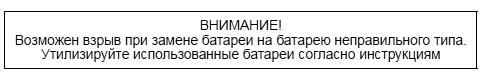 ВНИМАНИЕ!
Возможен взрыв при замене батареи на батарею неправильного типа.
Утилизируйте использованные батареи согласно инструкциям